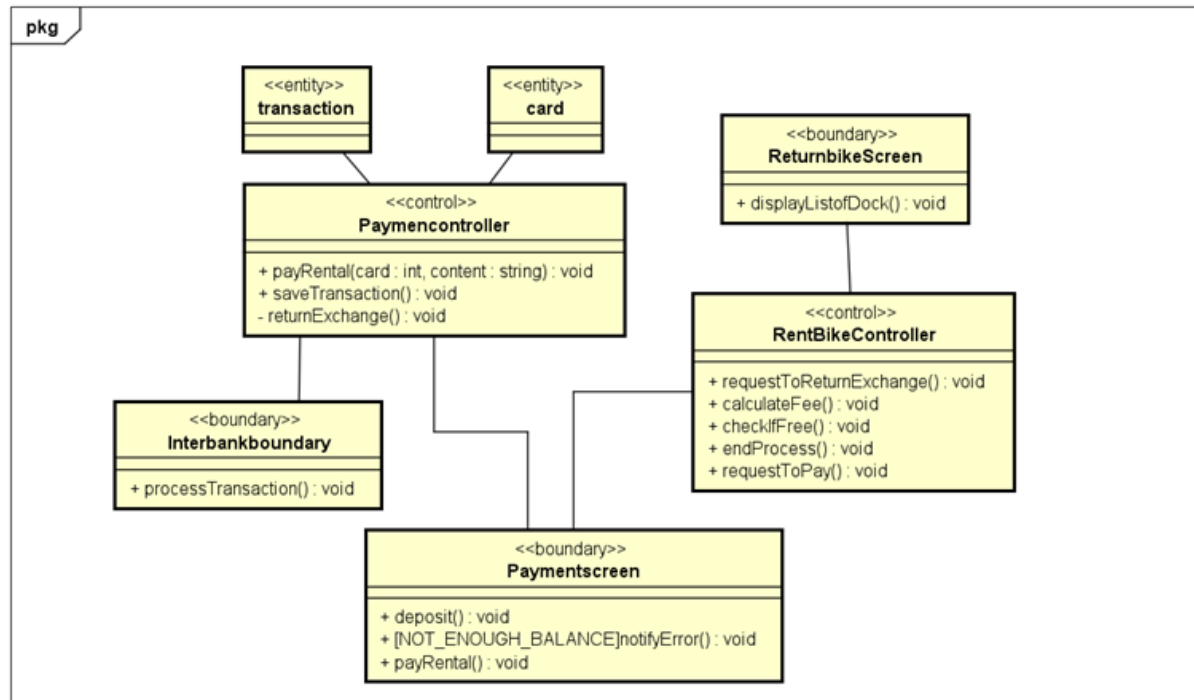 pkg
<<entity>>
transaction
<<entity>>
card
<<boundary>>
ReturnbikeScreen
+ displayListofDock() : void
<<control>>
Paymencontroller
+ payRental(card : int, content : string) : void
+ saveTransaction() : void
- returnExchange() : void
<<control>>
RentBikeController
+ requestToReturnExchange() : void
+ calculateFee() : void
+ checkIfFree() : void
+ endProcess() : void
+ requestToPay() : void
<<boundary>>
Interbankboundary
+ processTransaction() : void
<<boundary>>
Paymentscreen
+ deposit() : void
+ [NOT_ENOUGH_BALANCE]notifyError() : void
+ payRental() : void